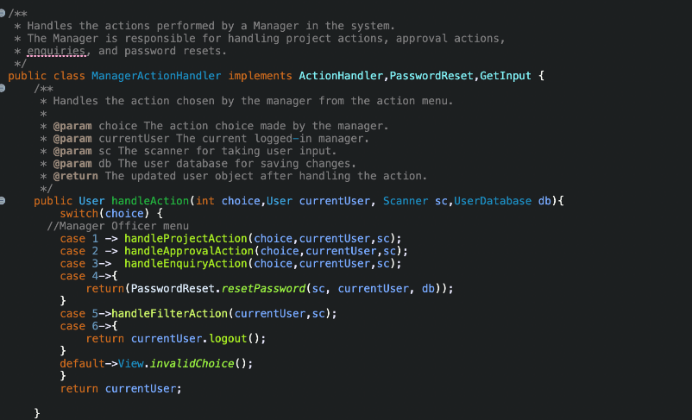 /**
 * Handles the actions performed by a Manager in the system.
 * The Manager is responsible for handling project actions, approval actions,
 * enquiries, and password resets.
 */
public class ManagerActionHandler implements ActionHandler,PasswordReset,GetInput {
    /**
     * Handles the action chosen by the manager from the action menu.
     *
     * @param choice The action choice made by the manager.
     * @param currentUser The current logged-in manager.
     * @param sc The scanner for taking user input.
     * @param db The user database for saving changes.
     * @return The updated user object after handling the action.
     */
    public User handleAction(int choice,User currentUser, Scanner sc,UserDatabase db){
        switch(choice) {
      //Manager Officer menu
        case 1 -> handleProjectAction(choice,currentUser,sc);
        case 2 -> handleApprovalAction(choice,currentUser,sc);
        case 3->  handleEnquiryAction(choice,currentUser,sc);
        case 4->{
            return(PasswordReset.resetPassword(sc, currentUser, db));
        }
        case 5->handleFilterAction(currentUser,sc);
        case 6->{
            return currentUser.logout();
        }
        default->View.invalidChoice();
        }
        return currentUser;
    }